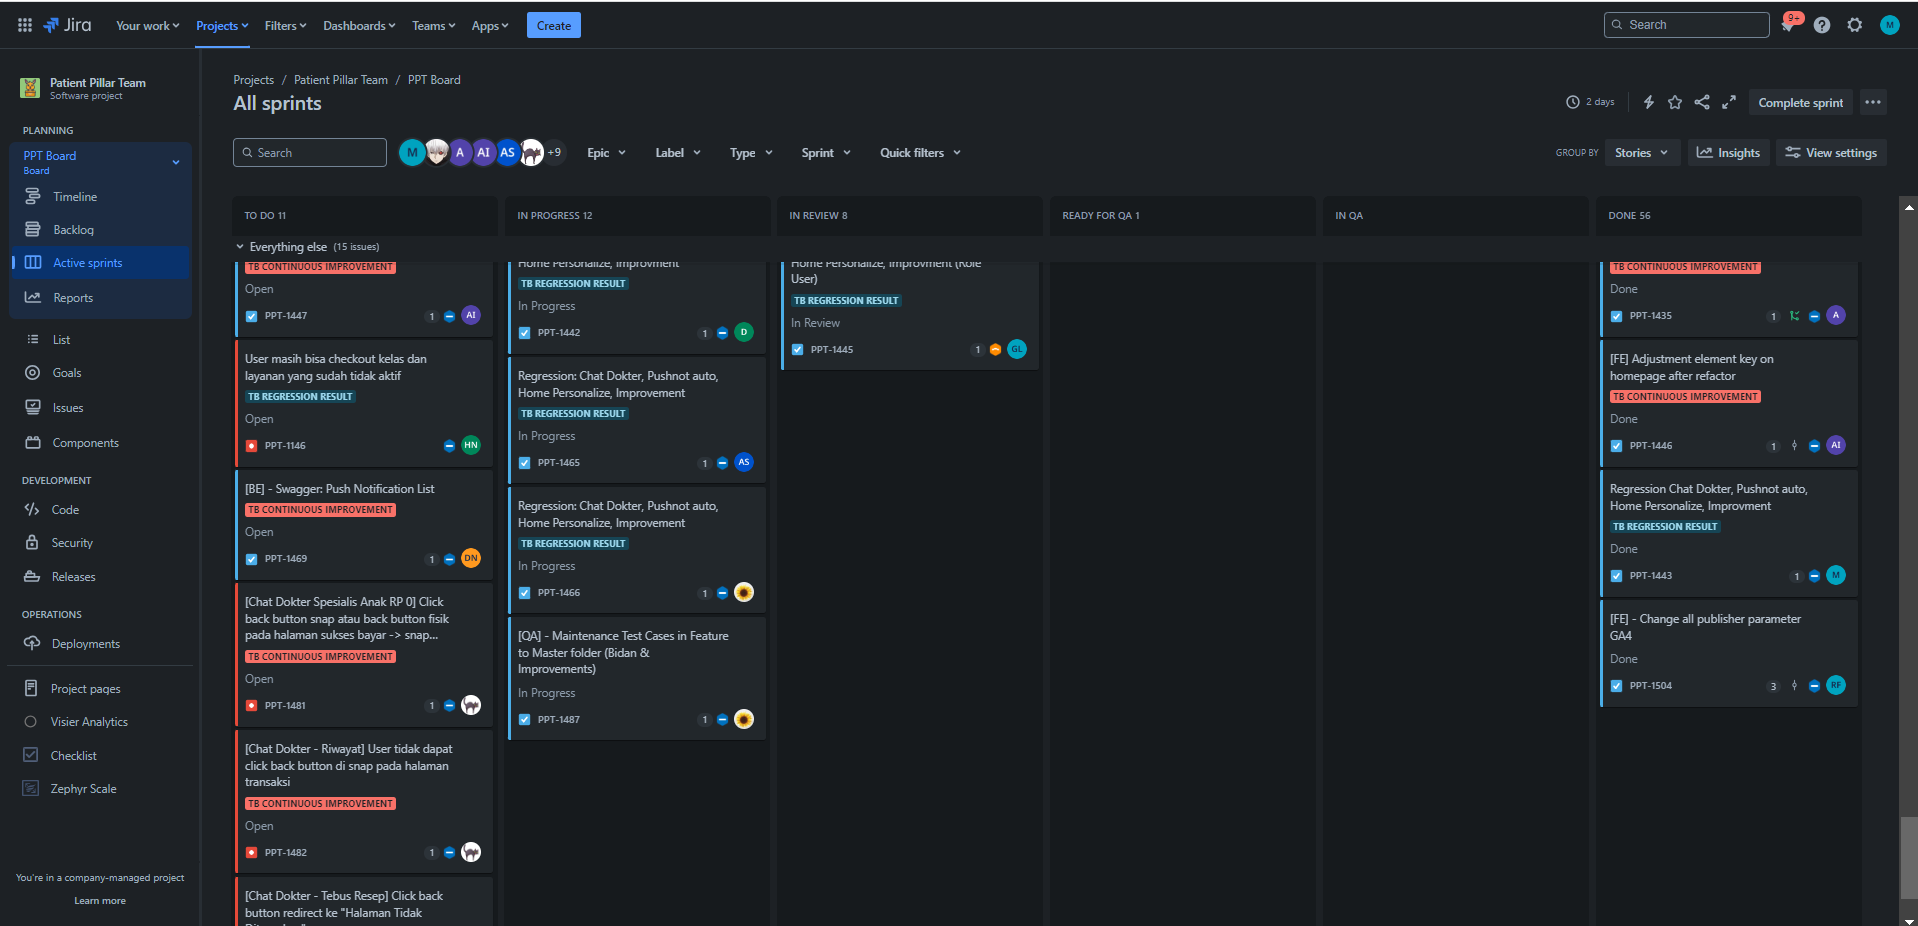 Jira
Your work
Projects
Filters
Dashboards
Teams
Apps
Create
Search
9+
M
Patient Pillar Team
Software project
PLANNING
PPT Board
Board
Timeline
Backlog
Active sprints
Reports
List
Goals
Issues
Components
DEVELOPMENT
Code
Security
Releases
OPERATIONS
Deployments
Project pages
Visier Analytics
Checklist
Zephyr Scale
You're in a company-managed project
Learn more
Projects / Patient Pillar Team / PPT Board
All sprints
2 days
Complete sprint
Search
M
A
AI
AS
+9
Epic
Label
Type
Sprint
Quick filters
GROUP BY
Stories
Insights
View settings
TO DO 11
IN PROGRESS 12
IN REVIEW 8
READY FOR QA 1
IN QA
DONE 56
Everything else (15 issues)
TB CONTINUOUS IMPROVEMENT
Open
PPT-1447
1
AI
User masih bisa checkout kelas dan
layanan yang sudah tidak aktif
TB REGRESSION RESULT
Open
PPT-1146
HN
[BE] - Swagger: Push Notification List
TB CONTINUOUS IMPROVEMENT
Open
PPT-1469
1
DN
[Chat Dokter Spesialis Anak RP 0] Click
back button snap atau back button fisik
pada halaman sukses bayar -> snap...
TB CONTINUOUS IMPROVEMENT
Open
PPT-1481
1
[Chat Dokter - Riwayat] User tidak dapat
click back button di snap pada halaman
transaksi
TB CONTINUOUS IMPROVEMENT
Open
PPT-1482
1
[Chat Dokter - Tebus Resep] Click back
button redirect ke "Halaman Tidak
Home Personalize, Improvment
TB REGRESSION RESULT
In Progress
PPT-1442
1
D
Regression: Chat Dokter, Pushnot auto,
Home Personalize, Improvement
TB REGRESSION RESULT
In Progress
PPT-1465
1
AS
Regression: Chat Dokter, Pushnot auto,
Home Personalize, Improvement
TB REGRESSION RESULT
In Progress
PPT-1466
1
[QA] - Maintenance Test Cases in Feature
to Master folder (Bidan &
Improvements)
In Progress
PPT-1487
1
Home Personalize, Improvment (Role
User)
TB REGRESSION RESULT
In Review
PPT-1445
1
GL
TB CONTINUOUS IMPROVEMENT
Done
PPT-1435
1
A
[FE] Adjustment element key on
homepage after refactor
TB CONTINUOUS IMPROVEMENT
Done
PPT-1446
1
AI
Regression Chat Dokter, Pushnot auto,
Home Personalize, Improvment
TB REGRESSION RESULT
Done
PPT-1443
1
M
[FE] - Change all publisher parameter
GA4
Done
PPT-1504
3
RF